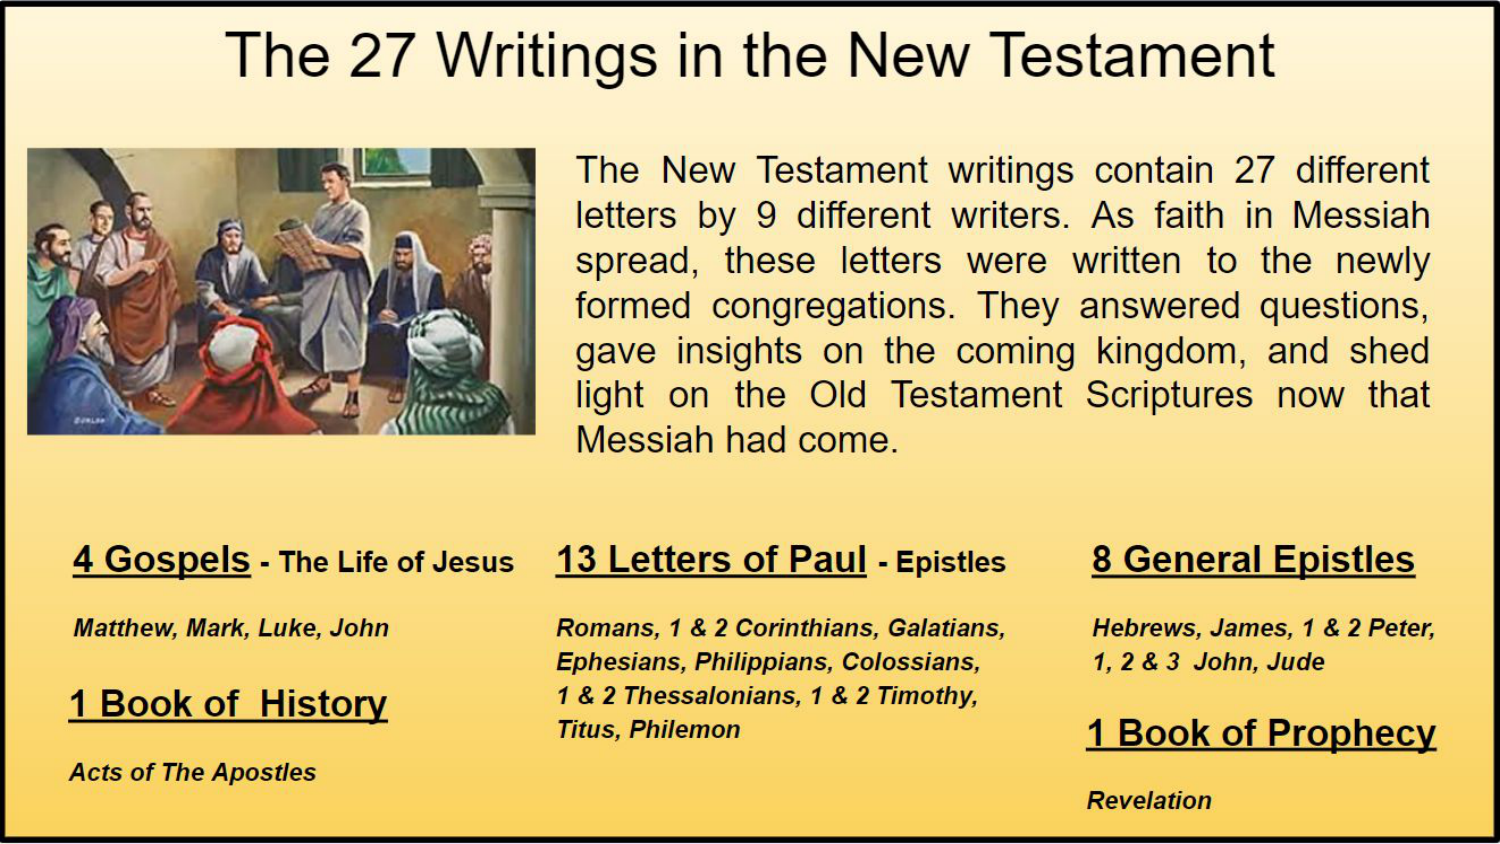 The 27 Writings in the New Testament
The New Testament writings contain 27 different
letters by 9 different writers. As faith in Messiah
spread, these letters were written to the newly
formed congregations. They answered questions,
gave insights on the coming kingdom, and shed
light on the Old Testament Scriptures now that
Messiah had come.
DUNLAP
4 Gospels - The Life of Jesus
Matthew, Mark, Luke, John
1 Book of History
Acts of The Apostles
13 Letters of Paul - Epistles
Romans, 1 & 2 Corinthians, Galatians,
Ephesians, Philippians, Colossians,
1 & 2 Thessalonians, 1 & 2 Timothy,
Titus, Philemon
8 General Epistles
Hebrews, James, 1 & 2 Peter,
1, 2 & 3 John, Jude
1 Book of Prophecy
Revelation